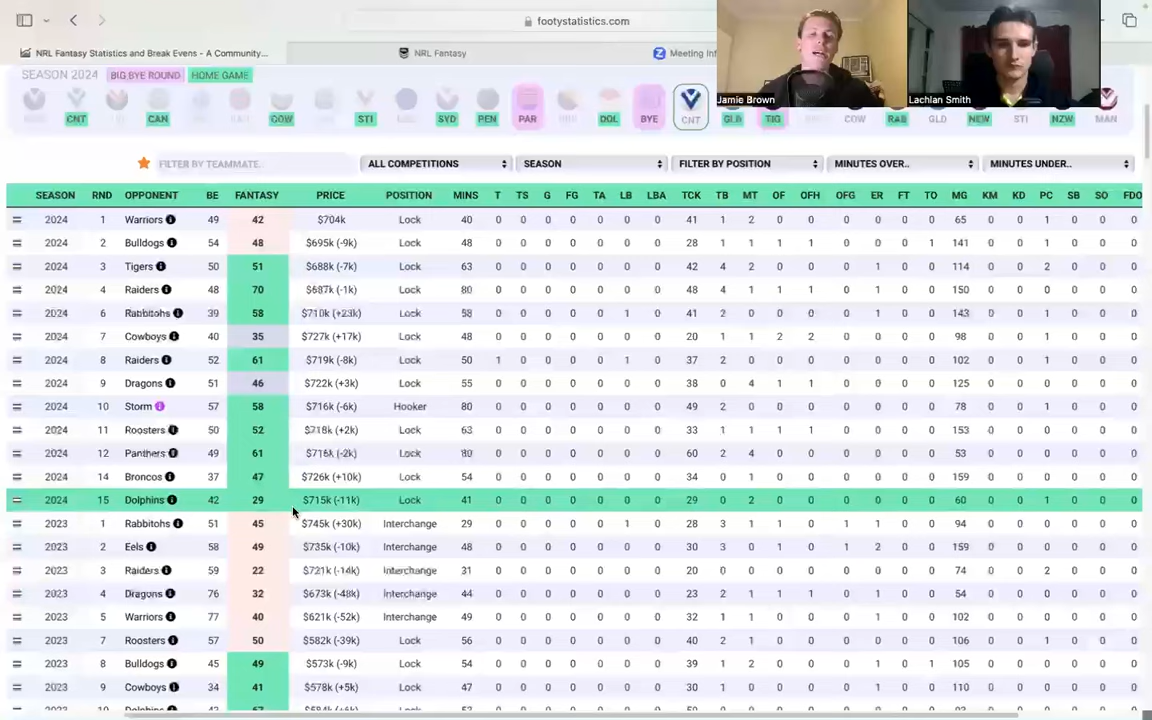 footystatistics.com
NRL Fantasy Statistics and Break Evens - A Community...
NRL Fantasy
Meeting Inf
Jamie Brown
Lachlan Smith
SEASON 2024 BIG BYE ROUND HOME GAME
CNT CAN COW STI SYD PEN PAR DOL BYE CNT GLD TIG COW RAB GLD NEW STI NZW MAN
FILTER BY TEAMMATE. ALL COMPETITIONS SEASON FILTER BY POSITION MINUTES OVER.. MINUTES UNDER..
SEASON RND OPPONENT BE FANTASY PRICE POSITION MINS T TS G FG TA LB LBA TCK TB MT OF OFH OFG ER FT TO MG KM KD PC SB SO FDO
2024 1 Warriors 49 42 $704k Lock 40 0 0 0 0 0 0 0 41 1 2 0 0 0 0 0 0 65 0 0 1 0 0 0
2024 2 Bulldogs 54 48 $695k (-9k) Lock 48 0 0 0 0 0 0 0 28 1 1 1 1 0 0 0 1 141 0 0 1 0 0 0
2024 3 Tigers 50 51 $688k (-7k) Lock 63 0 0 0 0 0 0 0 42 4 2 0 0 0 1 0 0 114 0 0 2 0 0 0
2024 4 Raiders 48 70 $687k (-1k) Lock 80 0 0 0 0 0 0 0 48 4 1 1 1 0 0 0 0 150 0 0 1 0 0 0
2024 6 Rabbitohs 39 58 $710k (+23k) Lock 58 0 0 0 0 0 1 0 41 2 0 0 0 0 1 0 0 143 0 0 1 0 0 0
2024 7 Cowboys 40 35 $727k (+17k) Lock 48 0 0 0 0 0 0 0 20 1 1 2 2 0 0 0 0 98 0 0 1 0 0 0
2024 8 Raiders 52 61 $719k (-8k) Lock 50 1 0 0 0 0 1 0 37 2 0 0 0 0 0 0 0 102 0 0 1 0 0 0
2024 9 Dragons 51 46 $722k (+3k) Lock 55 0 0 0 0 0 0 0 38 0 4 1 1 0 0 0 0 125 0 0 0 0 0 0
2024 10 Storm 57 58 $716k (-6k) Hooker 80 0 0 0 0 0 0 0 49 2 0 0 0 0 0 0 0 78 0 0 1 0 0 0
2024 11 Roosters 50 52 $718k (+2k) Lock 63 0 0 0 0 0 0 0 33 1 1 1 1 0 0 0 0 153 0 0 0 0 0 0
2024 12 Panthers 49 61 $716k (-2k) Lock 80 0 0 0 0 0 0 0 60 2 4 0 0 0 0 0 0 53 0 0 0 0 0 0
2024 14 Broncos 37 47 $726k (+10k) Lock 54 0 0 0 0 0 0 0 34 0 1 0 0 0 0 0 0 159 0 0 0 0 0 0
2024 15 Dolphins 42 29 $715k (-11k) Lock 41 0 0 0 0 0 0 0 29 0 2 0 0 0 0 0 0 60 0 0 1 0 0 0
2023 1 Rabbitohs 51 45 $745k (+30k) Interchange 29 0 0 0 0 0 1 0 28 3 1 1 0 1 1 0 0 94 0 0 0 0 0 0
2023 2 Eels 58 49 $735k (-10k) Interchange 48 0 0 0 0 0 0 0 30 3 0 1 0 1 2 0 0 159 0 0 0 0 0 0
2023 3 Raiders 59 22 $721k (-14k) Interchange 31 0 0 0 0 0 0 0 20 0 0 0 0 0 0 0 0 74 0 0 2 0 0 0
2023 4 Dragons 76 32 $673k (-48k) Interchange 44 0 0 0 0 0 0 0 23 2 1 1 1 0 0 0 0 54 0 0 0 0 0 0
2023 5 Warriors 77 40 $621k (-52k) Interchange 49 0 0 0 0 0 0 0 32 1 1 0 0 0 0 0 0 102 0 0 0 0 0 0
2023 7 Roosters 57 50 $582k (-39k) Lock 56 0 0 0 0 0 0 0 40 2 1 0 0 0 0 0 0 106 0 0 1 0 0 0
2023 8 Bulldogs 45 49 $573k (-9k) Lock 54 0 0 0 0 0 0 0 39 1 2 0 0 0 1 0 1 105 0 0 0 0 0 0
2023 9 Cowboys 34 41 $578k (+5k) Lock 47 0 0 0 0 0 0 0 30 1 0 0 0 0 1 0 0 110 0 0 0 0 0 0